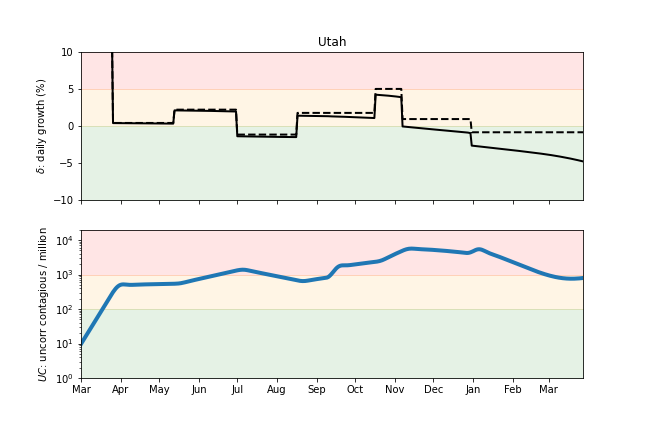 Utah
δ: daily growth (%)
10
5
0
−5
−10
UC: uncorr contagious / million
10⁴
10³
10²
10¹
10⁰
Mar Apr May Jun Jul Aug Sep Oct Nov Dec Jan Feb Mar